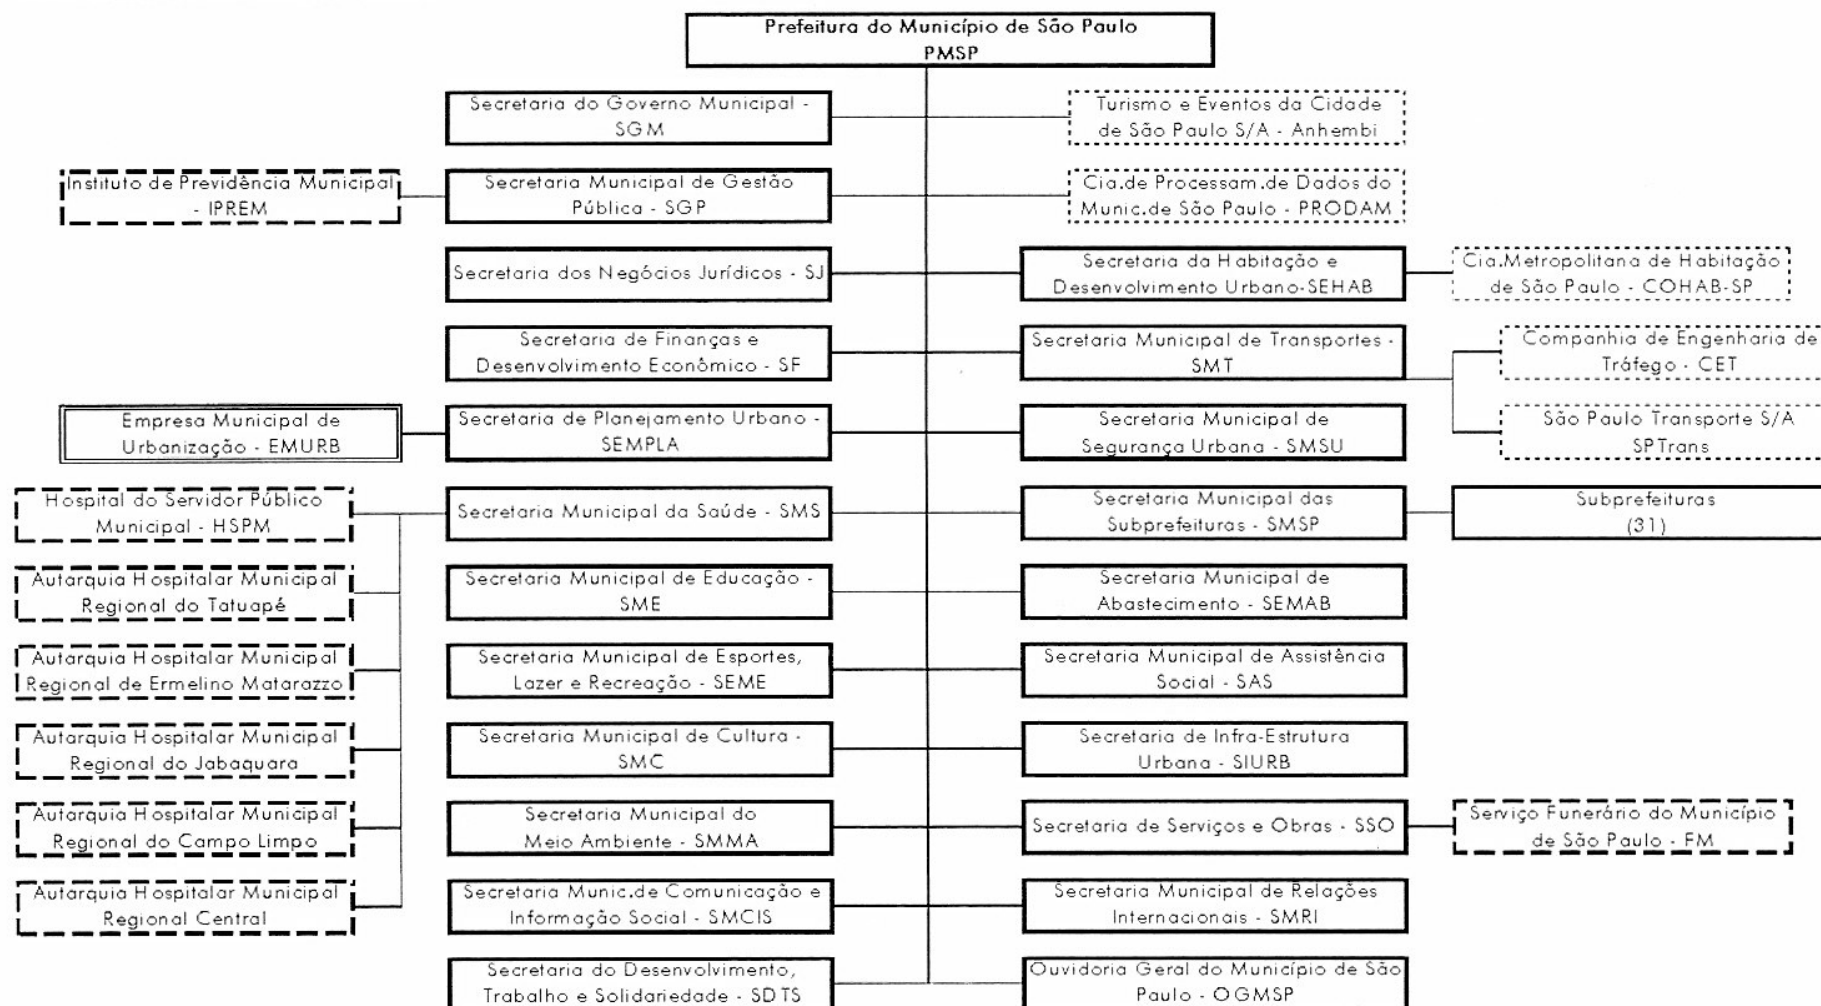 Prefeitura do Município de São Paulo
PMSP
Secretaria do Governo Municipal -
SGM
Turismo e Eventos da Cidade
de São Paulo S/A - Anhembi
Instituto de Previdência Municipal
- IPREM
Secretaria Municipal de Gestão
Pública - SGP
Cia.de Processam.de Dados do
Munic.de São Paulo - PRODAM
Secretaria dos Negócios Jurídicos - SJ
Secretaria da Habitação e
Desenvolvimento Urbano-SEHAB
Cia.Metropolitana de Habitação
de São Paulo - COHAB-SP
Secretaria de Finanças e
Desenvolvimento Econômico - SF
Secretaria Municipal de Transportes -
SMT
Companhia de Engenharia de
Tráfego - CET
Empresa Municipal de
Urbanização - EMURB
Secretaria de Planejamento Urbano -
SEMPLA
Secretaria Municipal de
Segurança Urbana - SMSU
São Paulo Transporte S/A
SPTrans
Hospital do Servidor Público
Municipal - HSPM
Secretaria Municipal da Saúde - SMS
Secretaria Municipal das
Subprefeituras - SMSP
Subprefeituras
(31)
Autarquia Hospitalar Municipal
Regional do Tatuapé
Secretaria Municipal de Educação -
SME
Secretaria Municipal de
Abastecimento - SEMAB
Autarquia Hospitalar Municipal
Regional de Ermelino Matarazzo
Secretaria Municipal de Esportes,
Lazer e Recreação - SEME
Secretaria Municipal de Assistência
Social - SAS
Autarquia Hospitalar Municipal
Regional do Jabaquara
Secretaria Municipal de Cultura -
SMC
Secretaria de Infra-Estrutura
Urbana - SIURB
Autarquia Hospitalar Municipal
Regional do Campo Limpo
Secretaria Municipal do
Meio Ambiente - SMMA
Secretaria de Serviços e Obras - SSO
Serviço Funerário do Município
de São Paulo - FM
Autarquia Hospitalar Municipal
Regional Central
Secretaria Munic.de Comunicação e
Informação Social - SMCIS
Secretaria Municipal de Relações
Internacionais - SMRI
Secretaria do Desenvolvimento,
Trabalho e Solidariedade - SDTS
Ouvidoria Geral do Município de São
Paulo - OGMSP